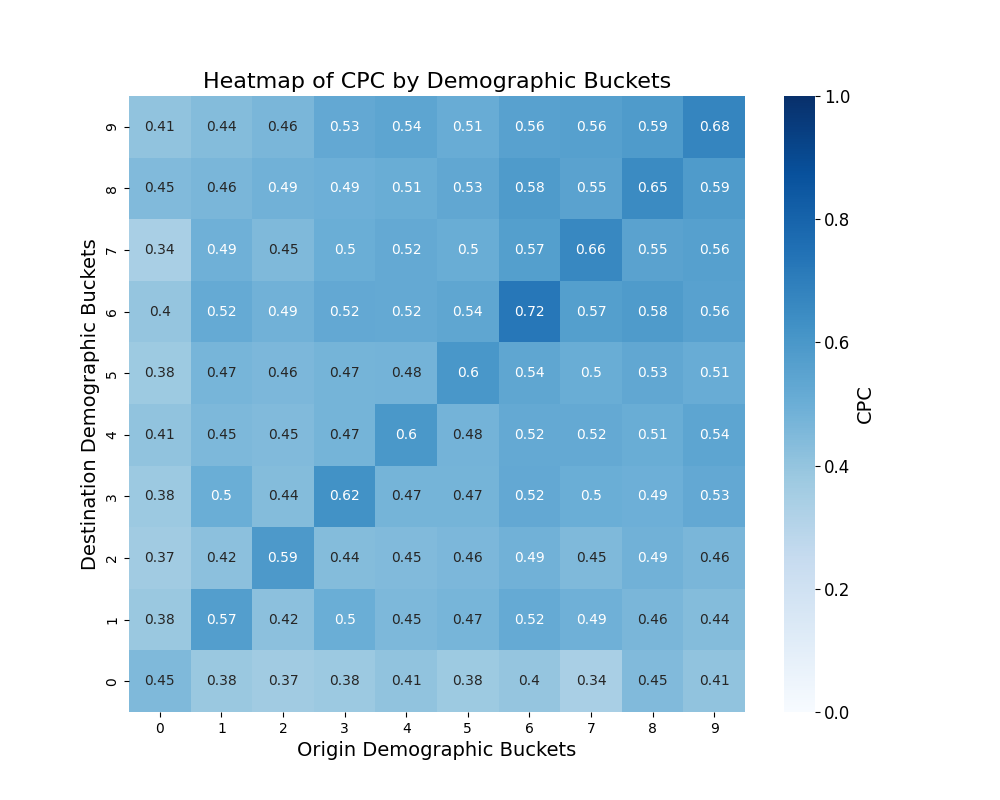 Heatmap of CPC by Demographic Buckets
9 0.41 0.44 0.46 0.53 0.54 0.51 0.56 0.56 0.59 0.68
8 0.45 0.46 0.49 0.49 0.51 0.53 0.58 0.55 0.65 0.59
7 0.34 0.49 0.45 0.5 0.52 0.5 0.57 0.66 0.55 0.56
6 0.4 0.52 0.49 0.52 0.52 0.54 0.72 0.57 0.58 0.56
5 0.38 0.47 0.46 0.47 0.48 0.6 0.54 0.5 0.53 0.51
4 0.41 0.45 0.45 0.47 0.6 0.48 0.52 0.52 0.51 0.54
3 0.38 0.5 0.44 0.62 0.47 0.47 0.52 0.5 0.49 0.53
2 0.37 0.42 0.59 0.44 0.45 0.46 0.49 0.45 0.49 0.46
1 0.38 0.57 0.42 0.5 0.45 0.47 0.52 0.49 0.46 0.44
0 0.45 0.38 0.37 0.38 0.41 0.38 0.4 0.34 0.45 0.41
0 1 2 3 4 5 6 7 8 9
Origin Demographic Buckets
Destination Demographic Buckets
1.0
0.8
0.6
0.4
0.2
0.0
CPC